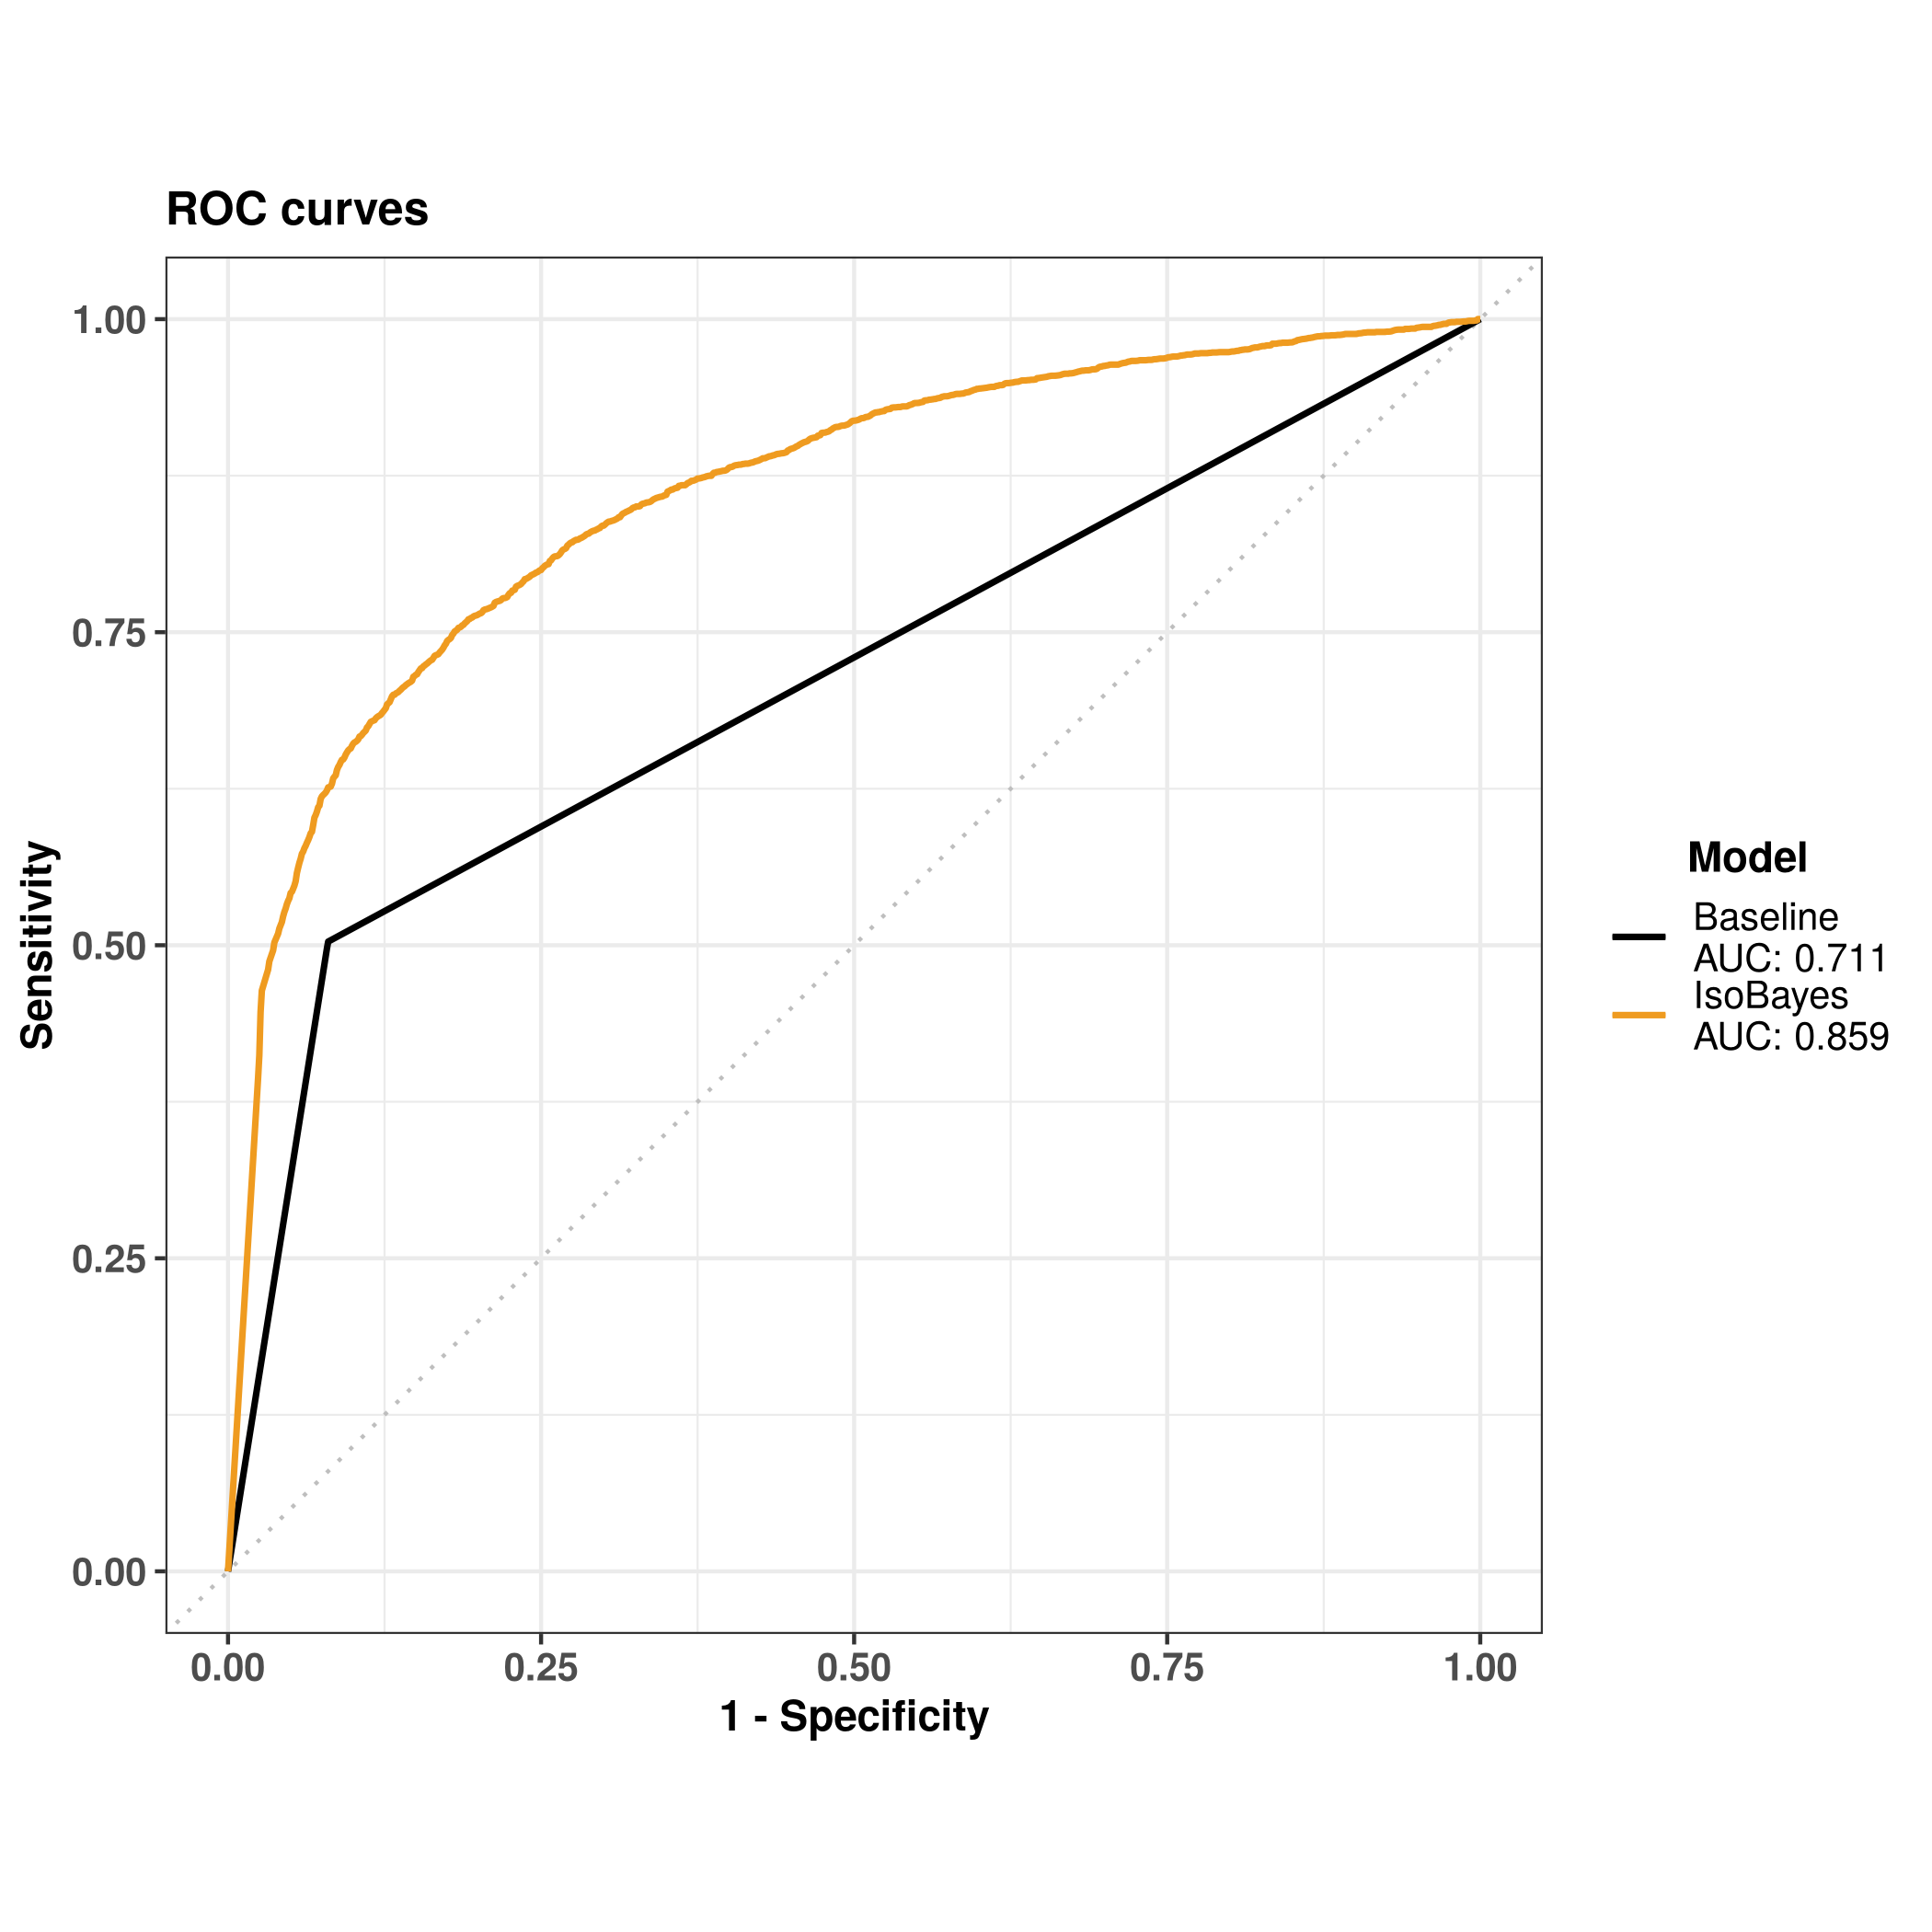 ROC curves
Sensitivity
1.00
0.75
0.50
0.25
0.00
0.00 0.25 0.50 0.75 1.00
1 - Specificity
Model
Baseline
AUC: 0.711
IsoBayes
AUC: 0.859